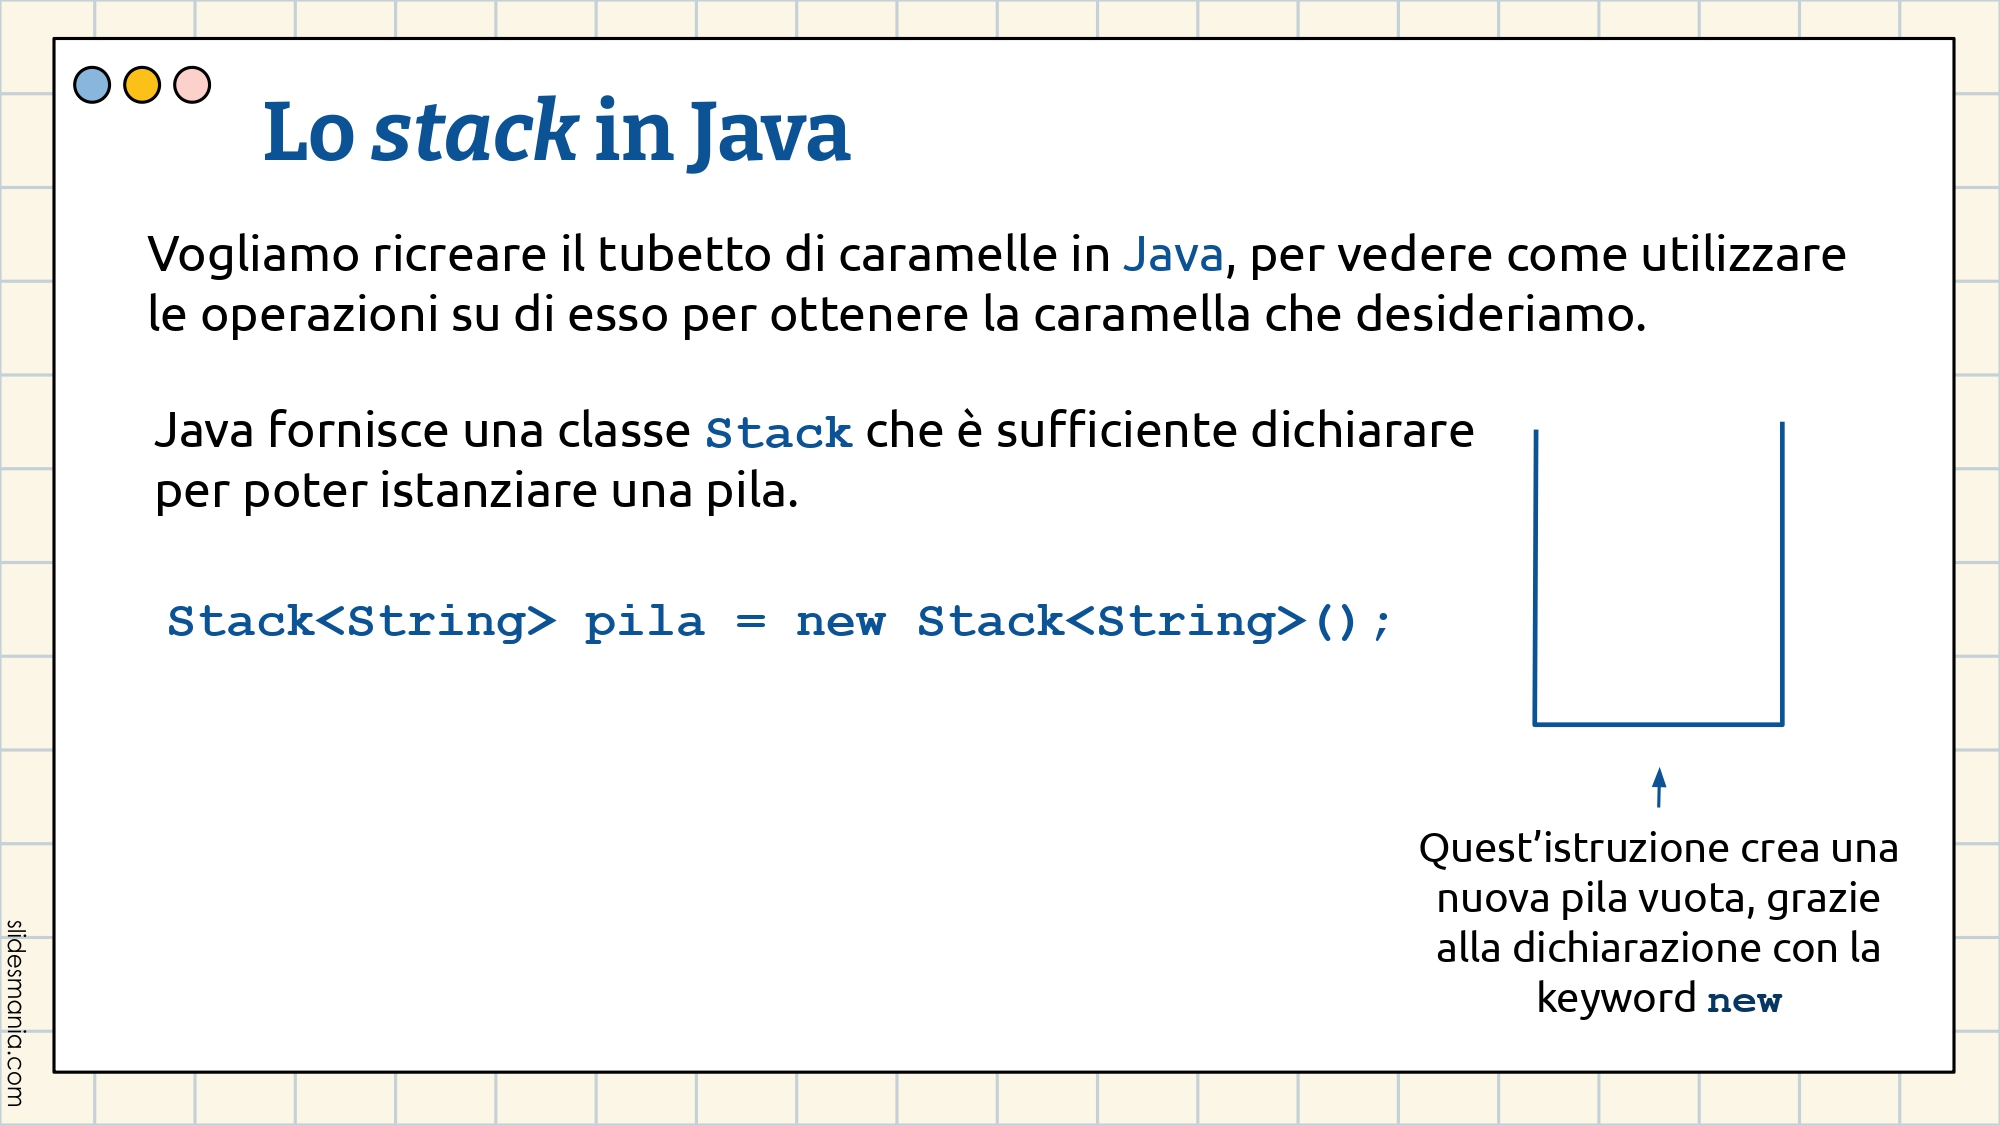 Lo stack in Java
Vogliamo ricreare il tubetto di caramelle in Java, per vedere come utilizzare
le operazioni su di esso per ottenere la caramella che desideriamo.
Java fornisce una classe Stack che è sufficiente dichiarare
per poter istanziare una pila.
Stack<String> pila = new Stack<String>();
Quest’istruzione crea una
nuova pila vuota, grazie
alla dichiarazione con la
keyword new
slidesmania.com